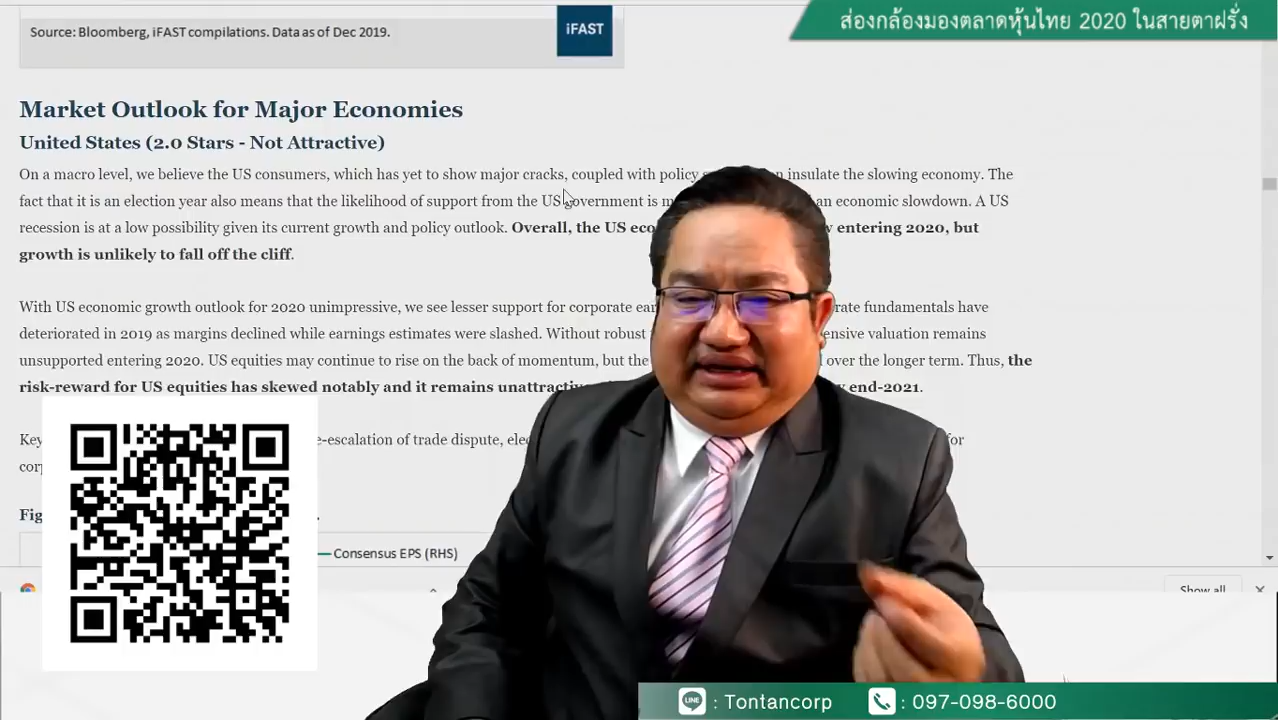 ส่องกล้องมองตลาดหุ้นไทย 2020 ในสายตาฝรั่ง
Source: Bloomberg, iFAST compilations. Data as of Dec 2019.
iFAST
Market Outlook for Major Economies
United States (2.0 Stars - Not Attractive)
On a macro level, we believe the US consumers, which has yet to show major cracks, coupled with policy insulate the slowing economy. The
fact that it is an election year also means that the likelihood of support from the US government is an economic slowdown. A US
recession is at a low possibility given its current growth and policy outlook. Overall, the US entering 2020, but
growth is unlikely to fall off the cliff.
With US economic growth outlook for 2020 unimpressive, we see lesser support for corporate fundamentals have
deteriorated in 2019 as margins declined while earnings estimates were slashed. Without robust valuation remains
unsupported entering 2020. US equities may continue to rise on the back of momentum, but the over the longer term. Thus, the
risk-reward for US equities has skewed notably and it remains end-2021.
trade dispute, for
Consensus EPS (RHS)
Show all
LINE : Tontancorp : 097-098-6000